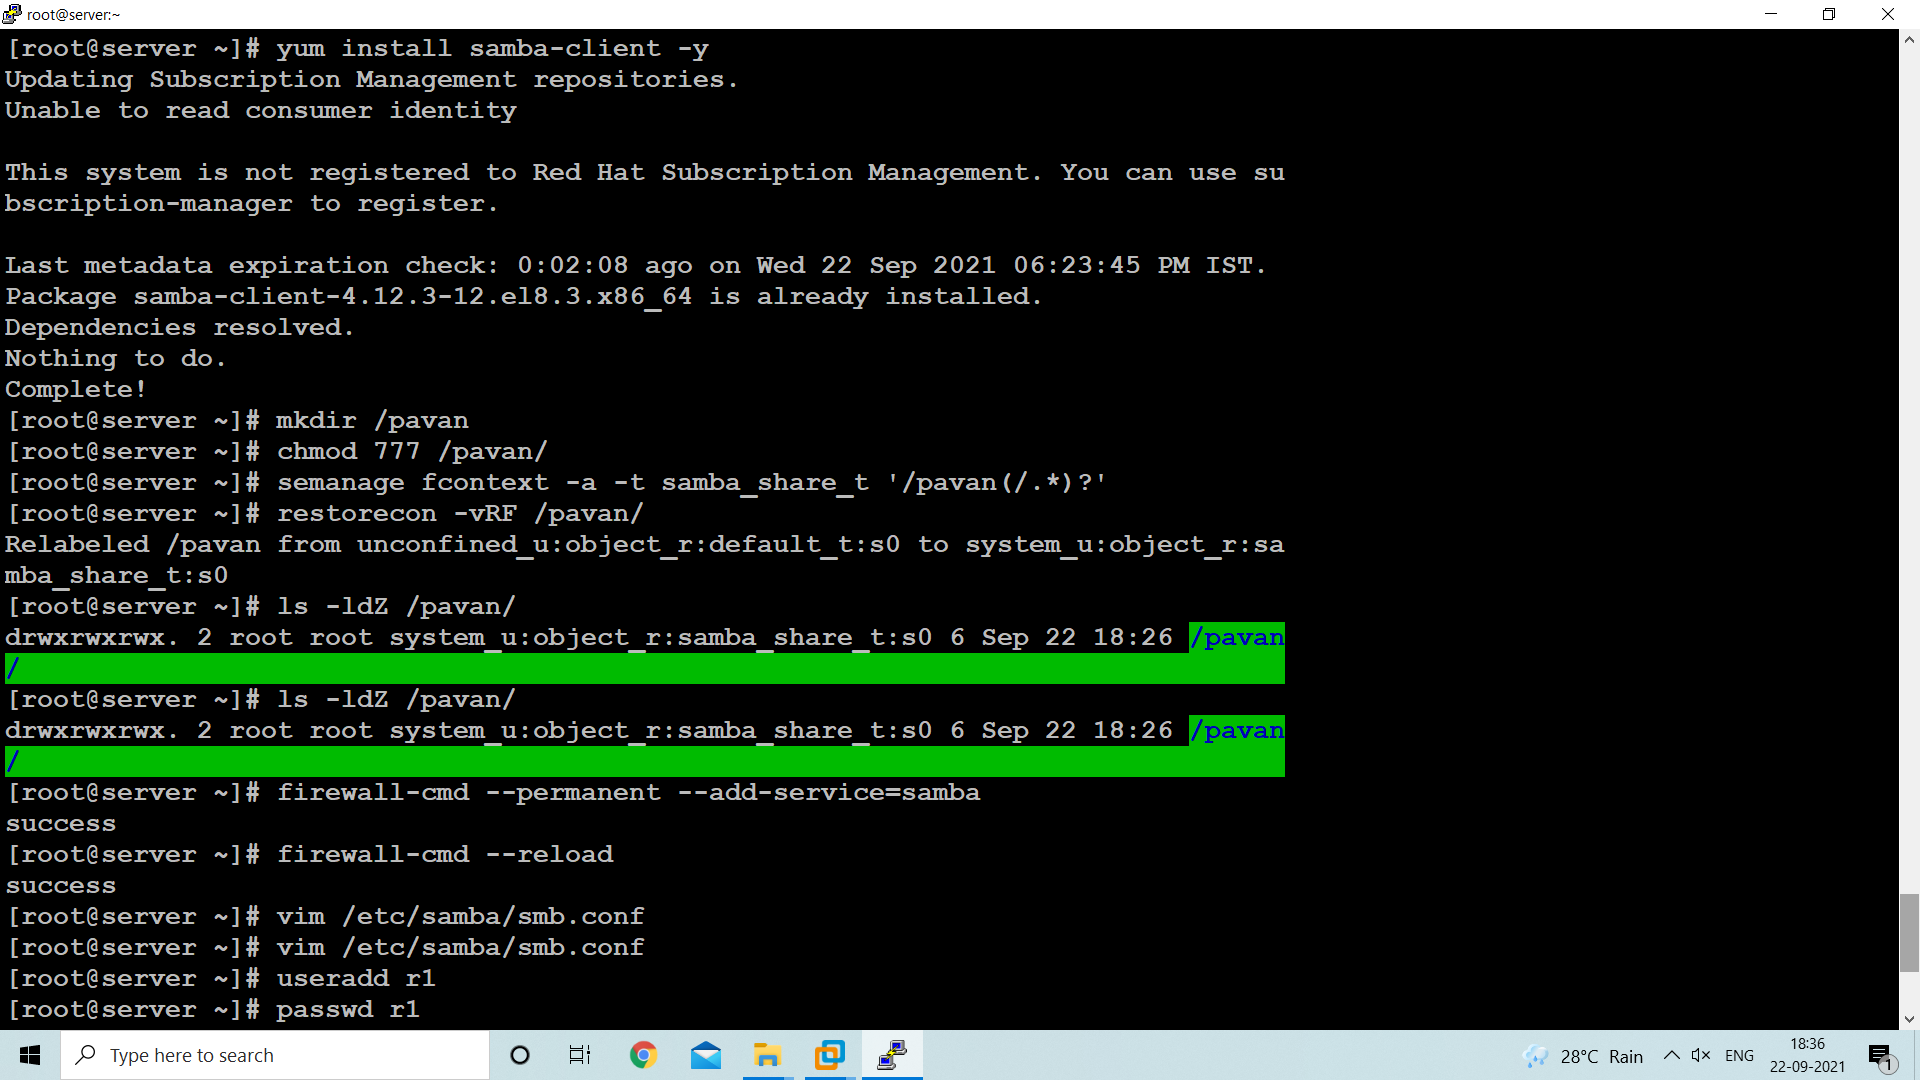 root@server:~
[root@server ~]# yum install samba-client -y
Updating Subscription Management repositories.
Unable to read consumer identity
This system is not registered to Red Hat Subscription Management. You can use su
bscription-manager to register.
Last metadata expiration check: 0:02:08 ago on Wed 22 Sep 2021 06:23:45 PM IST.
Package samba-client-4.12.3-12.el8.3.x86_64 is already installed.
Dependencies resolved.
Nothing to do.
Complete!
[root@server ~]# mkdir /pavan
[root@server ~]# chmod 777 /pavan/
[root@server ~]# semanage fcontext -a -t samba_share_t '/pavan(/.*)?'
[root@server ~]# restorecon -vRF /pavan/
Relabeled /pavan from unconfined_u:object_r:default_t:s0 to system_u:object_r:sa
mba_share_t:s0
[root@server ~]# ls -ldZ /pavan/
drwxrwxrwx. 2 root root system_u:object_r:samba_share_t:s0 6 Sep 22 18:26 /pavan
/
[root@server ~]# ls -ldZ /pavan/
drwxrwxrwx. 2 root root system_u:object_r:samba_share_t:s0 6 Sep 22 18:26 /pavan
/
[root@server ~]# firewall-cmd --permanent --add-service=samba
success
[root@server ~]# firewall-cmd --reload
success
[root@server ~]# vim /etc/samba/smb.conf
[root@server ~]# vim /etc/samba/smb.conf
[root@server ~]# useradd r1
[root@server ~]# passwd r1
Type here to search
28°C Rain
ENG
18:36
22-09-2021
1